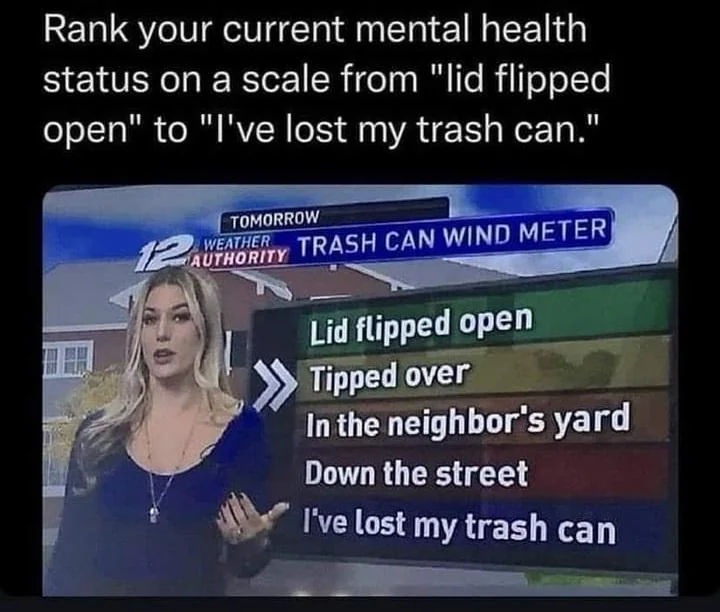 Rank your current mental health
status on a scale from "lid flipped
open" to "I've lost my trash can."
TOMORROW
12 WEATHER AUTHORITY
TRASH CAN WIND METER
Lid flipped open
Tipped over
In the neighbor's yard
Down the street
I've lost my trash can